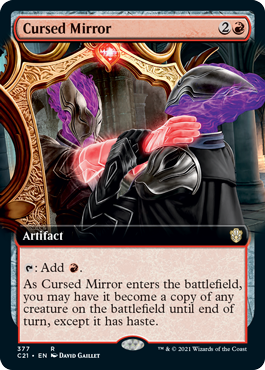 Cursed Mirror 2
Artifact
: Add .
As Cursed Mirror enters the battlefield,
you may have it become a copy of any
creature on the battlefield until end
of turn, except it has haste.
377 R
C21 • EN DAVID GAILLET
™ & © 2021 Wizards of the Coast